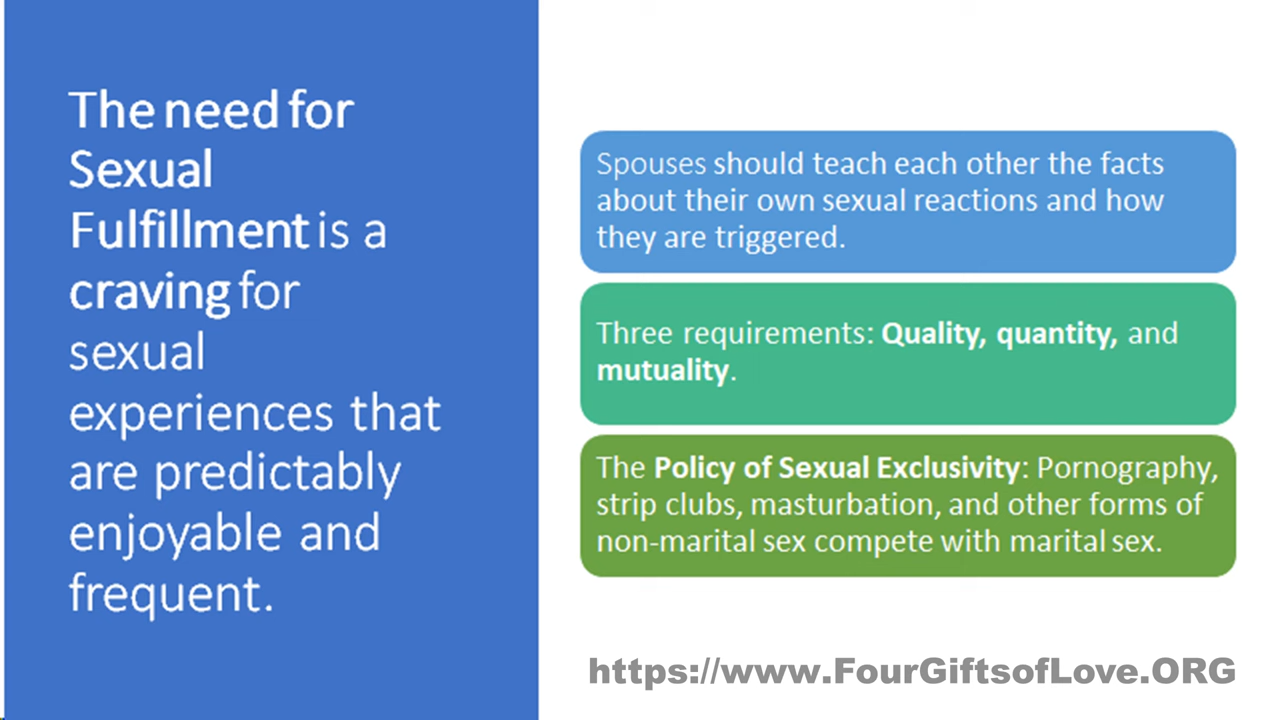 The need for
Sexual
Fulfillment is a
craving for
sexual
experiences that
are predictably
enjoyable and
frequent.
Spouses should teach each other the facts
about their own sexual reactions and how
they are triggered.
Three requirements: Quality, quantity, and
mutuality.
The Policy of Sexual Exclusivity: Pornography,
strip clubs, masturbation, and other forms of
non-marital sex compete with marital sex.
https://www.FourGiftsofLove.ORG